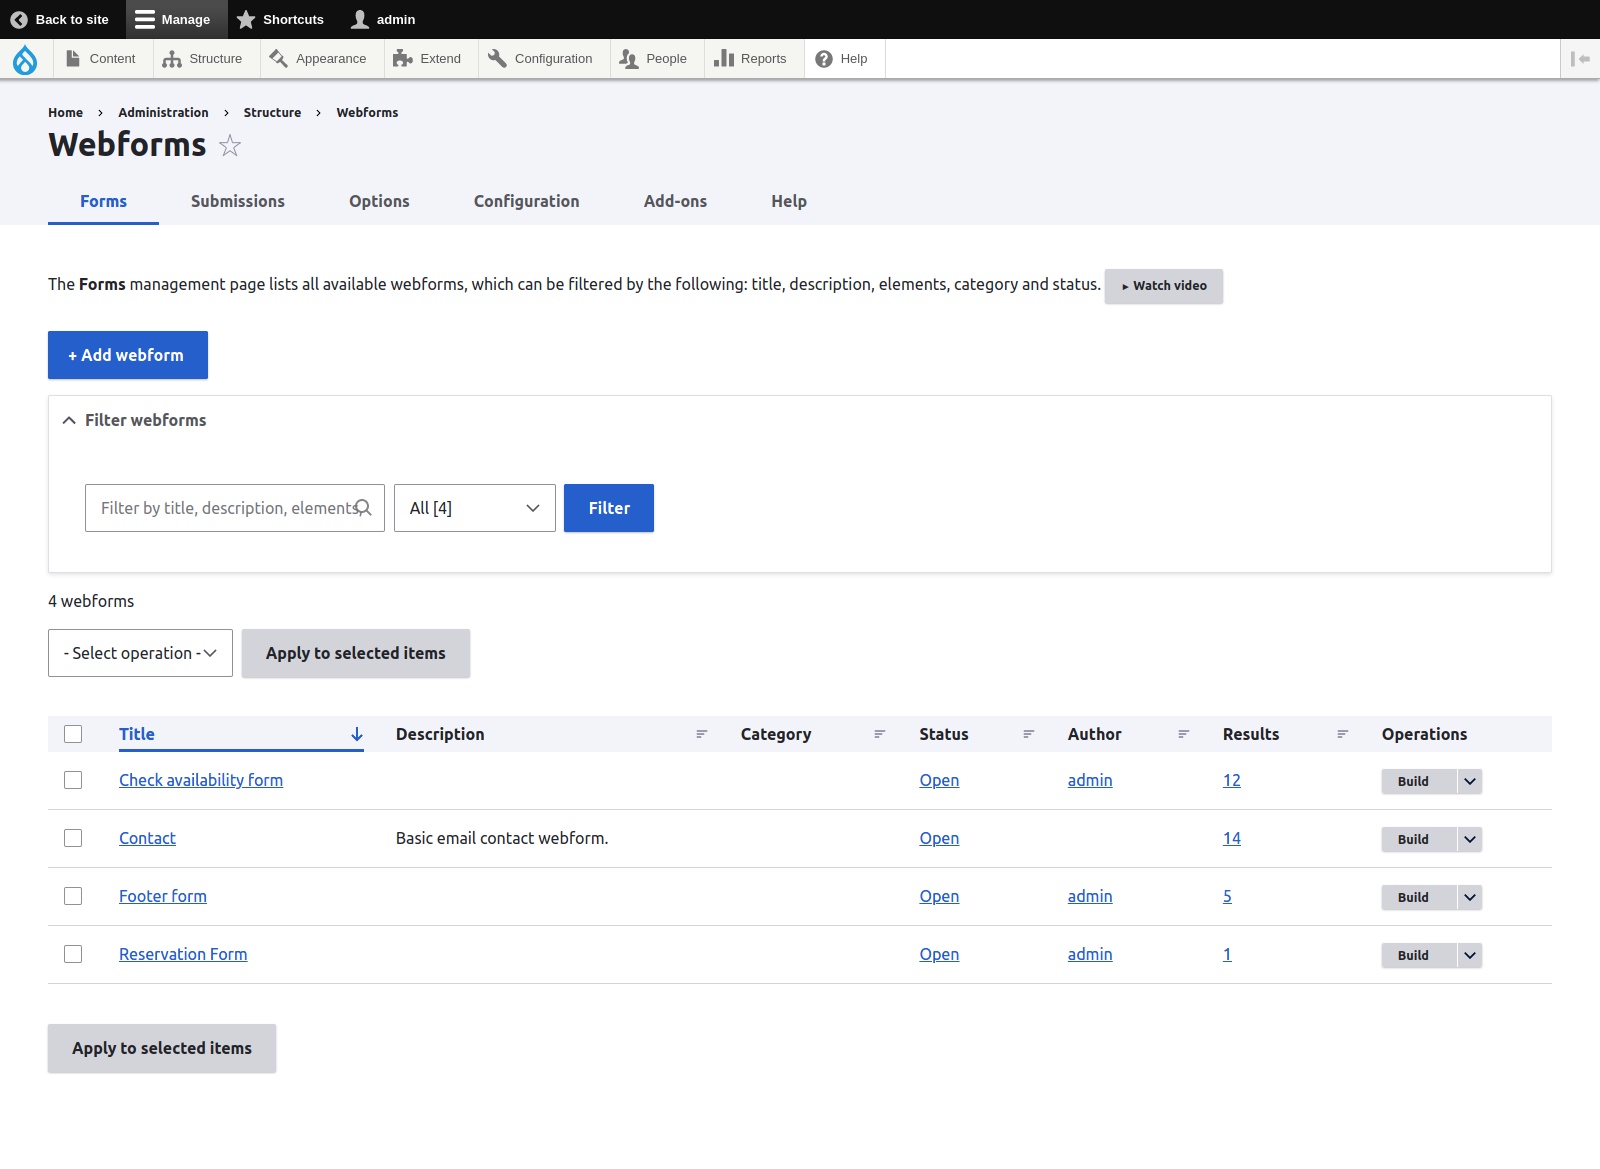 Back to site Manage Shortcuts admin
Content Structure Appearance Extend Configuration People Reports Help
Home › Administration › Structure › Webforms
Webforms
Forms Submissions Options Configuration Add-ons Help
The Forms management page lists all available webforms, which can be filtered by the following: title, description, elements, category and status. ▸ Watch video
+ Add webform
Filter webforms
Filter by title, description, elements, All [4] Filter
4 webforms
- Select operation - Apply to selected items
Title Description Category Status Author Results Operations
Check availability form Open admin 12 Build
Contact Basic email contact webform. Open 14 Build
Footer form Open admin 5 Build
Reservation Form Open admin 1 Build
Apply to selected items